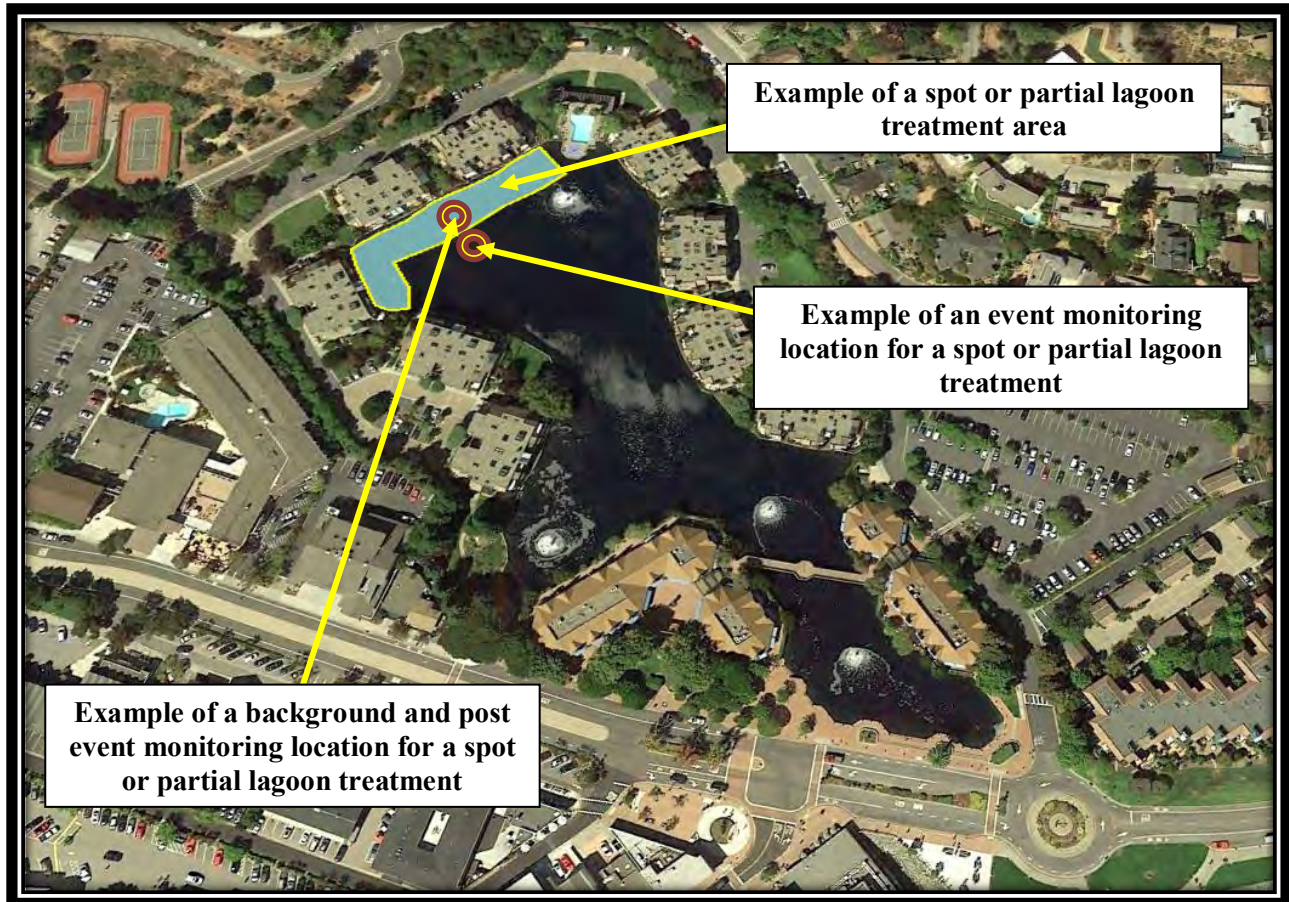 Example of a spot or partial lagoon
treatment area
Example of an event monitoring
location for a spot or partial lagoon
treatment
Example of a background and post
event monitoring location for a spot
or partial lagoon treatment